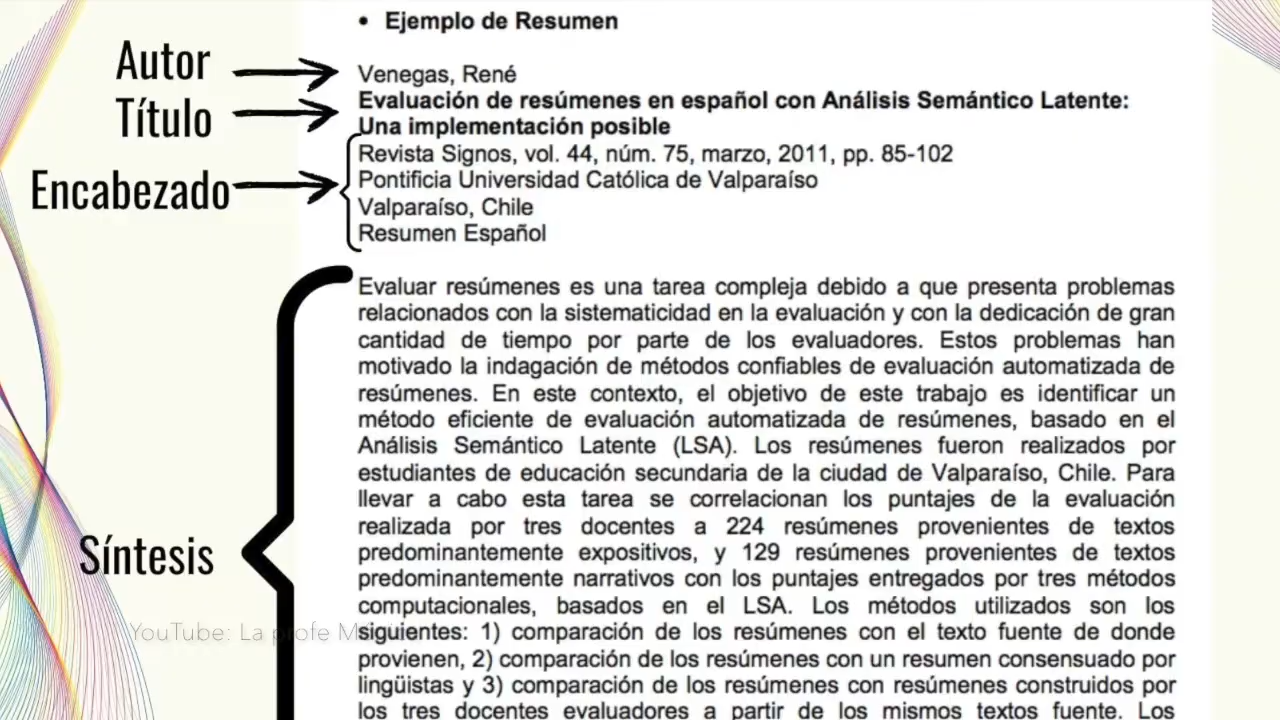 • Ejemplo de Resumen
Autor
Venegas, René
Título
Evaluación de resúmenes en español con Análisis Semántico Latente:
Una implementación posible
Encabezado
Revista Signos, vol. 44, núm. 75, marzo, 2011, pp. 85-102
Pontificia Universidad Católica de Valparaíso
Valparaíso, Chile
Resumen Español
Síntesis
Evaluar resúmenes es una tarea compleja debido a que presenta problemas
relacionados con la sistematicidad en la evaluación y con la dedicación de gran
cantidad de tiempo por parte de los evaluadores. Estos problemas han
motivado la indagación de métodos confiables de evaluación automatizada de
resúmenes. En este contexto, el objetivo de este trabajo es identificar un
método eficiente de evaluación automatizada de resúmenes, basado en el
Análisis Semántico Latente (LSA). Los resúmenes fueron realizados por
estudiantes de educación secundaria de la ciudad de Valparaíso, Chile. Para
llevar a cabo esta tarea se correlacionan los puntajes de la evaluación
realizada por tres docentes a 224 resúmenes provenientes de textos
predominantemente expositivos, y 129 resúmenes provenientes de textos
predominantemente narrativos con los puntajes entregados por tres métodos
computacionales, basados en el LSA. Los métodos utilizados son los
siguientes: 1) comparación de los resúmenes con el texto fuente de donde
provienen, 2) comparación de los resúmenes con un resumen consensuado por
lingüistas y 3) comparación de los resúmenes con resúmenes construidos por
los tres docentes evaluadores a partir de los mismos textos fuente. Los
YouTube: La profe